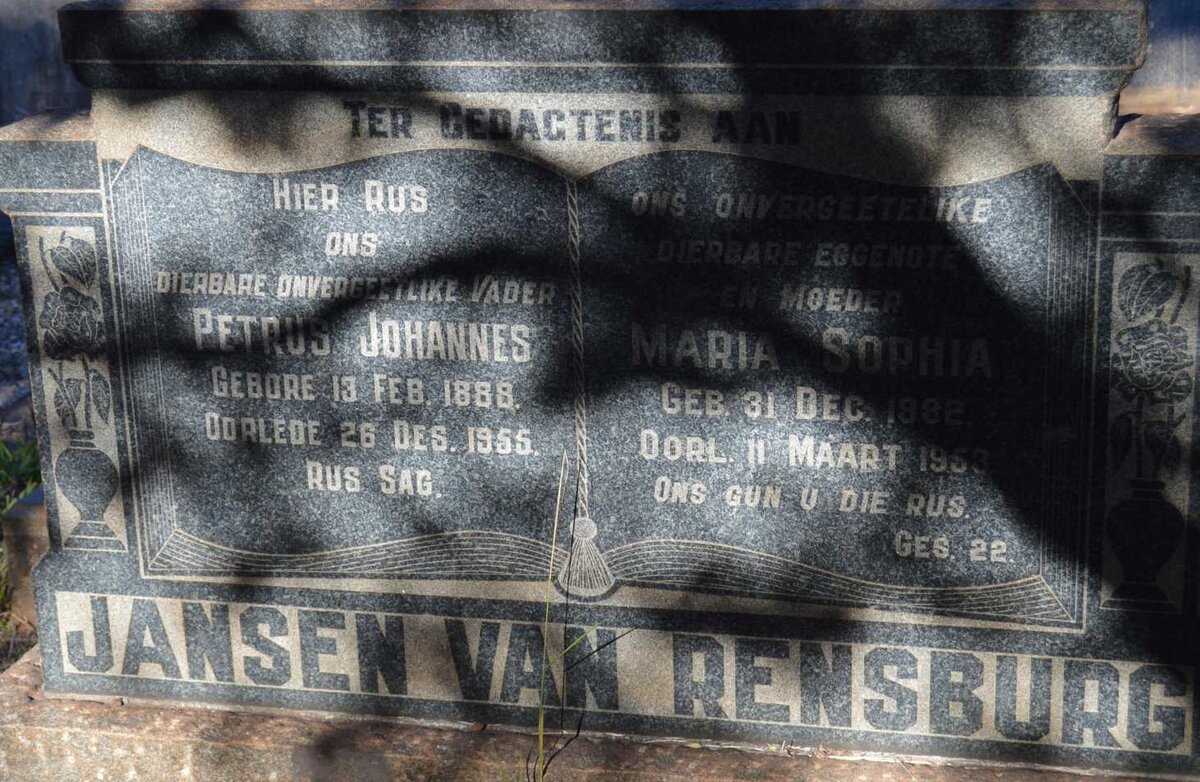 TER GEDACTENIS AAN
HIER RUS
ONS
DIERBARE ONVERGEETLIKE VADER
PETRUS JOHANNES
GEBORE 13 FEB. 1888.
OORLEDE 26 DES. 1955.
RUS SAG.
ONS ONVERGEETELIKE
DIERBARE EGGENOTE
EN MOEDER
MARIA SOPHIA
GEB. 31 DEC.
OORL. 11 MAART
ONS GUN U DIE RUS.
GES. 22.
JANSEN VAN RENSBURG